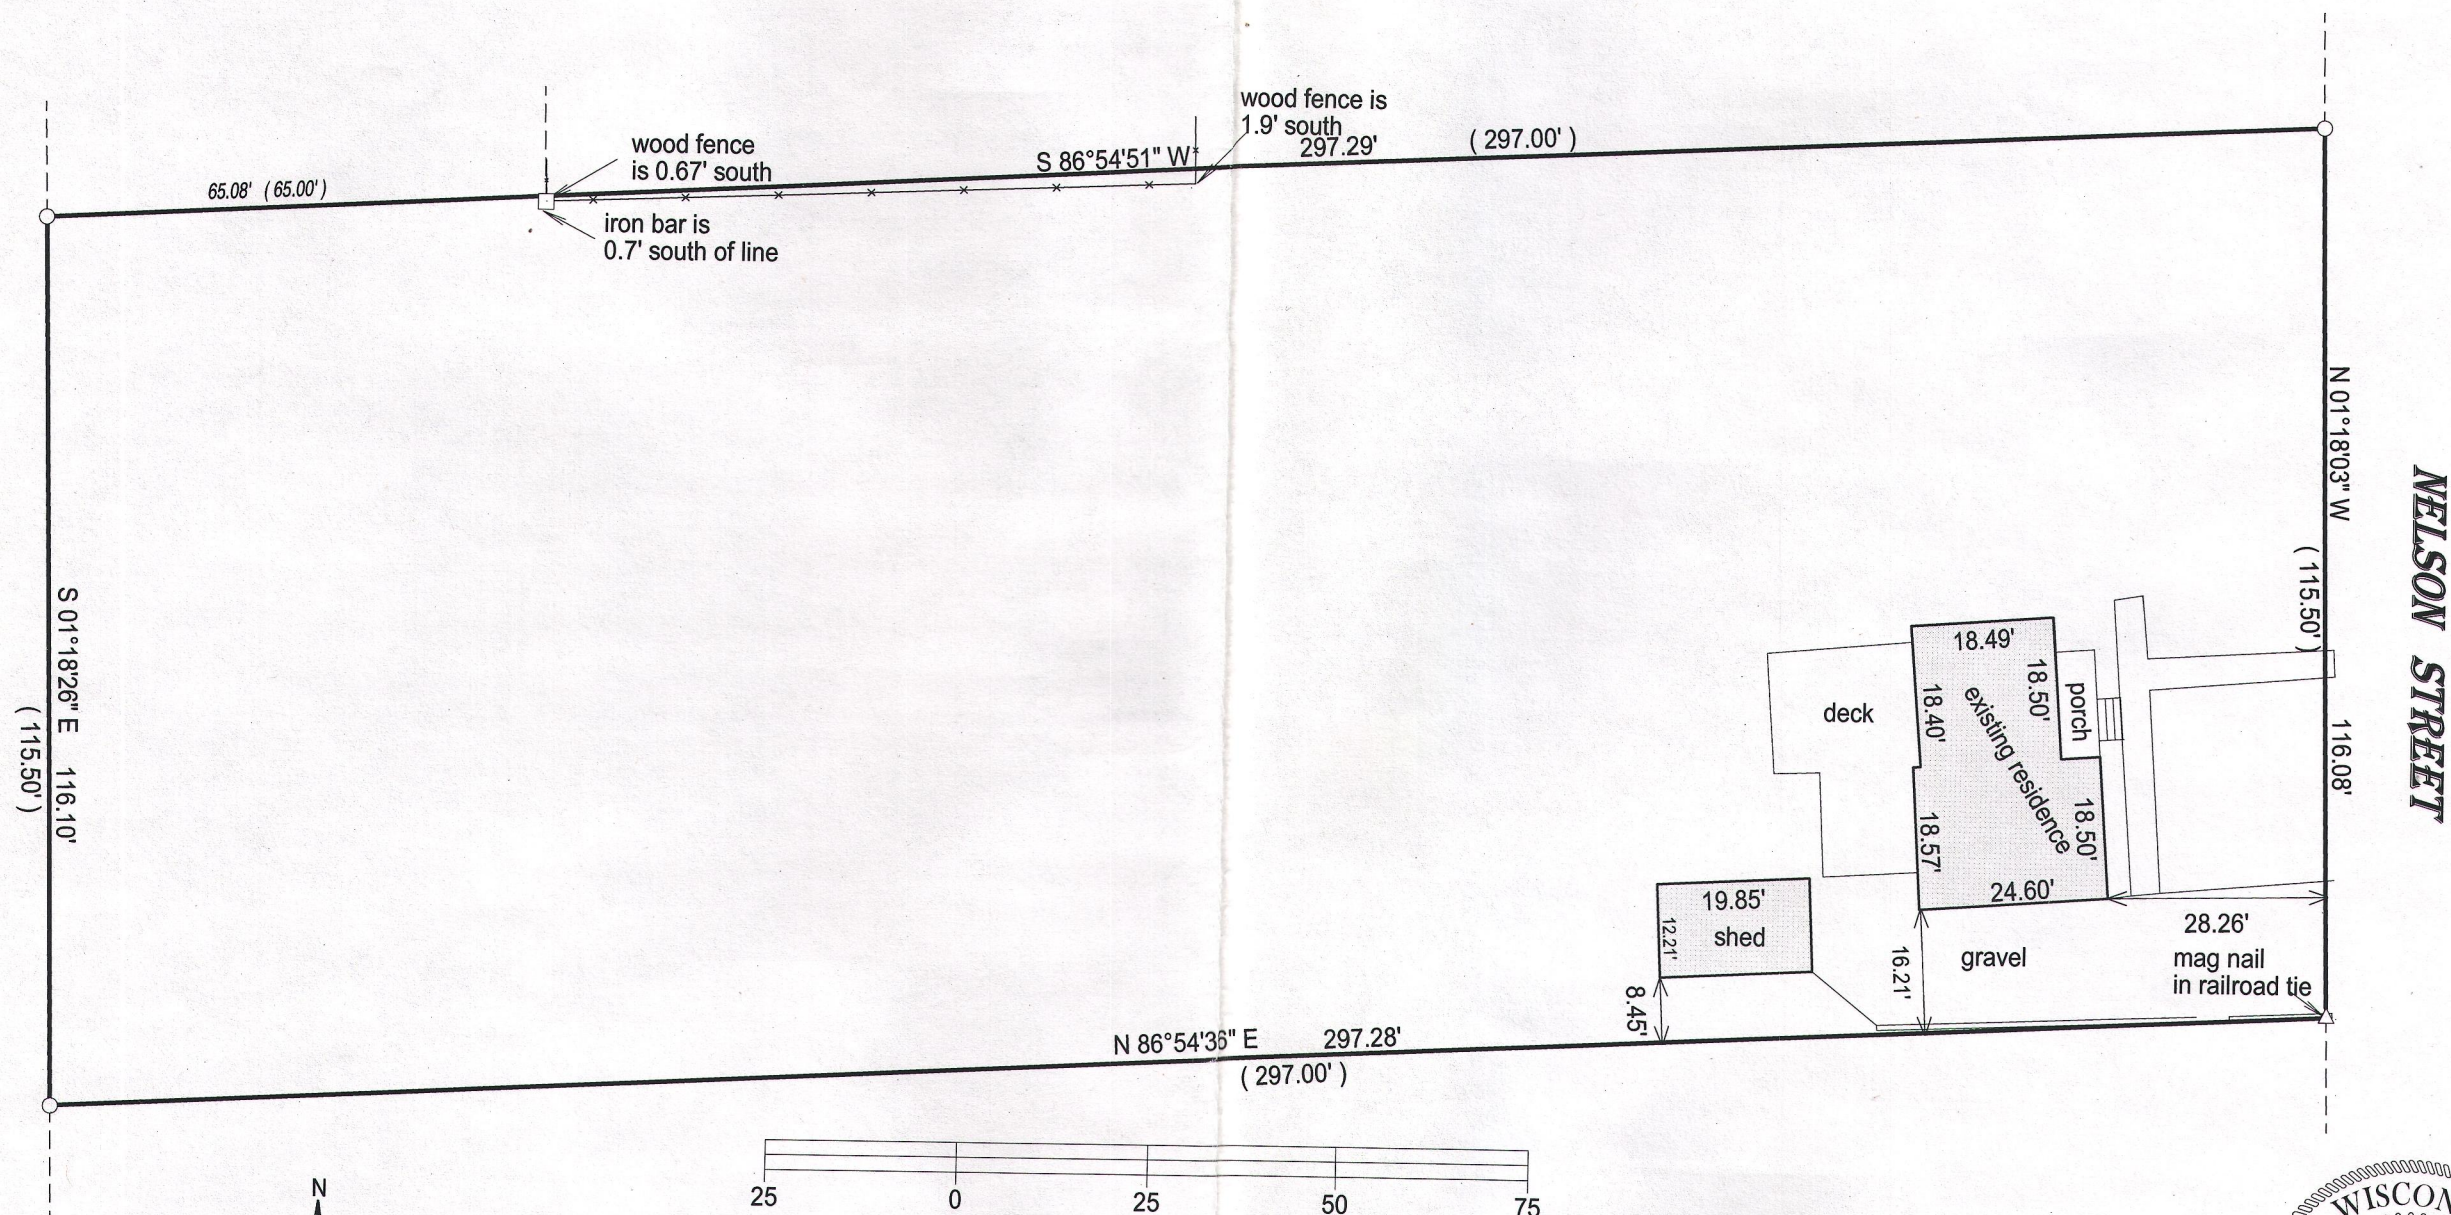 wood fence is
1.9' south
wood fence
is 0.67' south
S 86°54'51" W
297.29'
( 297.00' )
65.08' ( 65.00' )
iron bar is
0.7' south of line
N 01°18'03" W
( 115.50' )
116.08'
NELSON STREET
S 01°18'26" E 116.10'
( 115.50' )
18.49'
18.50'
porch
18.40'
existing residence
deck
18.57'
18.50'
24.60'
19.85'
shed
12.21'
28.26'
gravel
16.21'
mag nail
in railroad tie
8.45'
N 86°54'36" E 297.28'
( 297.00' )
N
25 0 25 50 75
WISCON